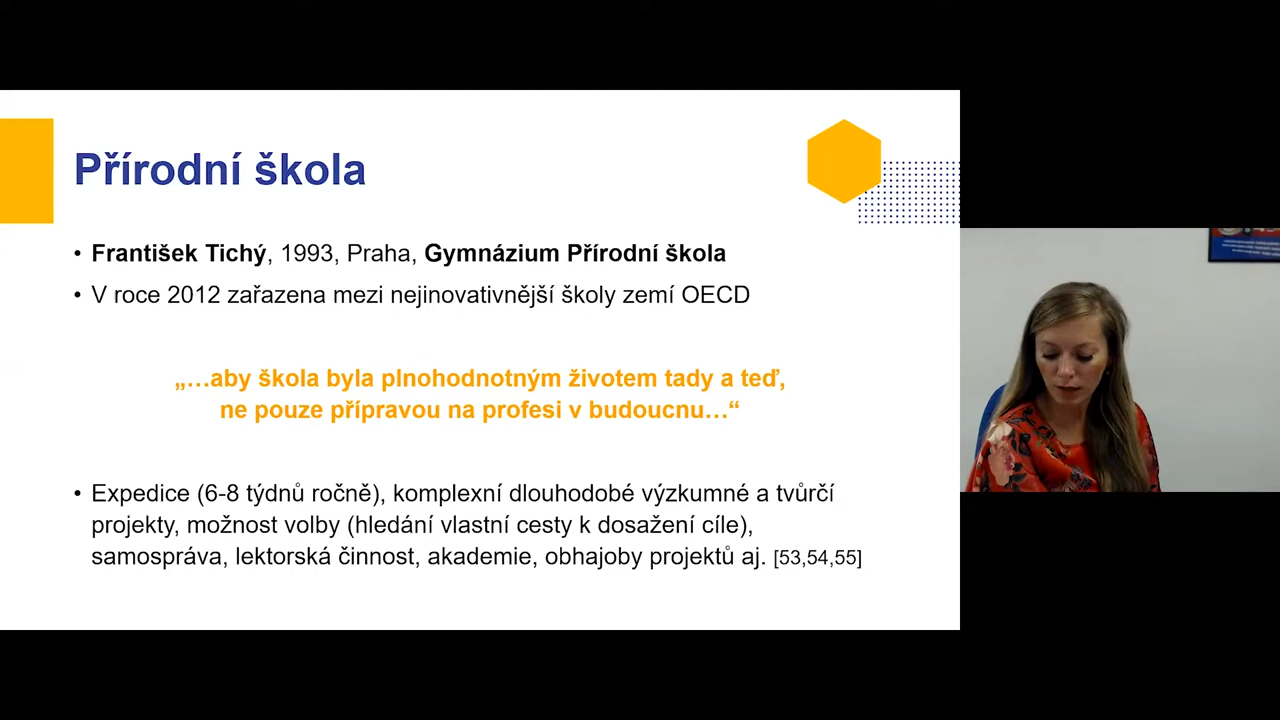 Přírodní škola
• František Tichý, 1993, Praha, Gymnázium Přírodní škola
• V roce 2012 zařazena mezi nejinovativnější školy zemí OECD
„…aby škola byla plnohodnotným životem tady a teď,
ne pouze přípravou na profesi v budoucnu…“
• Expedice (6-8 týdnů ročně), komplexní dlouhodobé výzkumné a tvůrčí
projekty, možnost volby (hledání vlastní cesty k dosažení cíle),
samospráva, lektorská činnost, akademie, obhajoby projektů aj. [53,54,55]